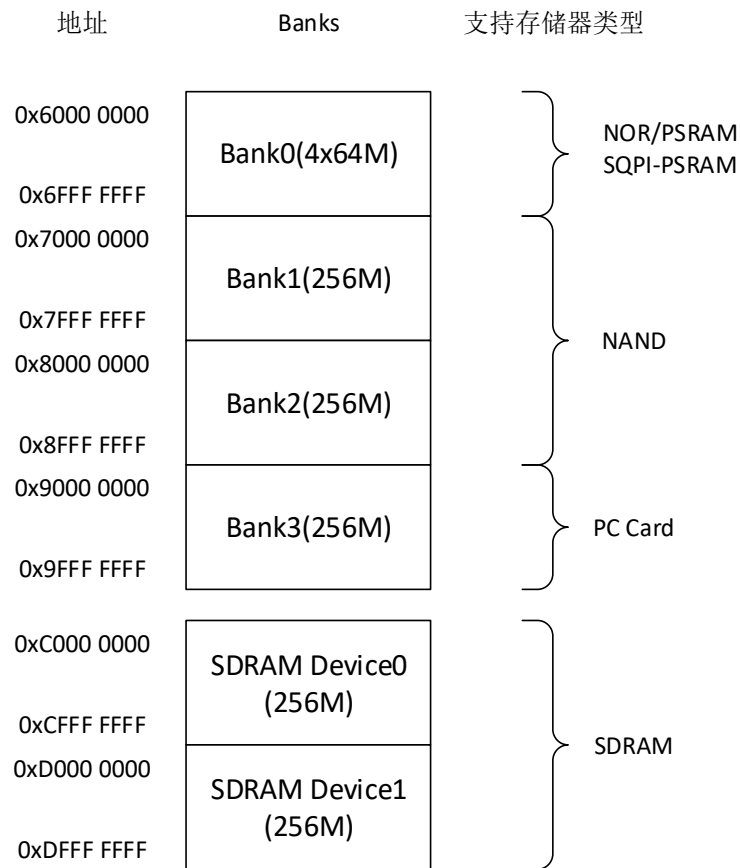 地址 Banks 支持存储器类型
0x6000 0000
Bank0(4x64M)
NOR/PSRAM
SQPI-PSRAM
0x6FFF FFFF
0x7000 0000
Bank1(256M)
0x7FFF FFFF
NAND
0x8000 0000
Bank2(256M)
0x8FFF FFFF
0x9000 0000
Bank3(256M)
PC Card
0x9FFF FFFF
0xC000 0000
SDRAM Device0
(256M)
0xCFFF FFFF
SDRAM
0xD000 0000
SDRAM Device1
(256M)
0xDFFF FFFF